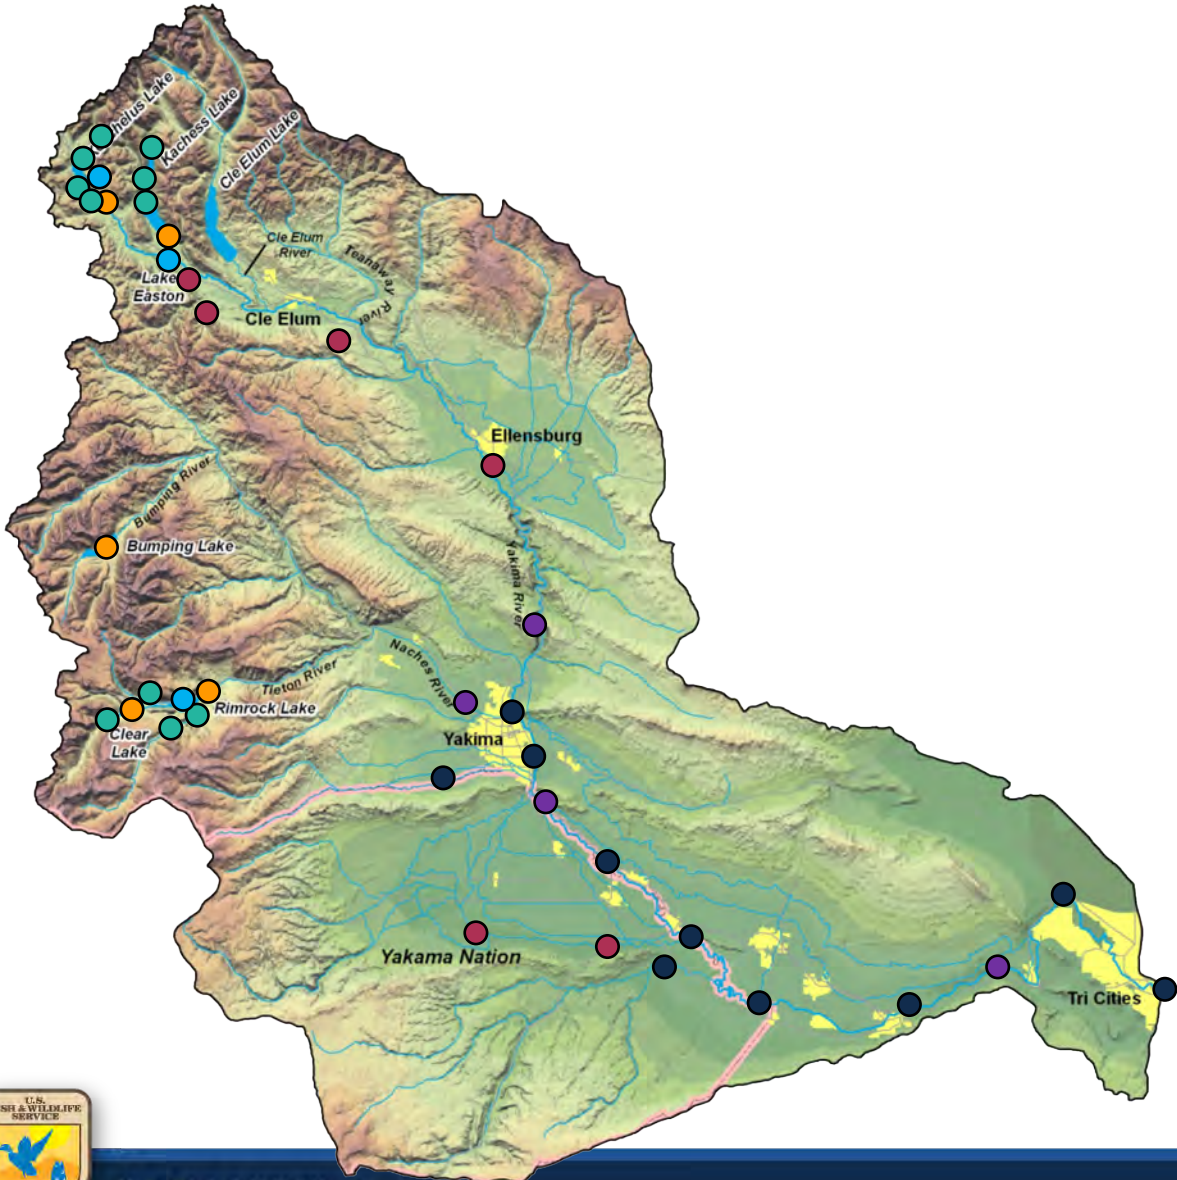 Kachess Lake
Cle Elum Lake
Cle Elum
River
Teanaway
River
Lake
Easton
Cle Elum
Ellensburg
Bumping River
Bumping Lake
Yakima River
Naches River
Tieton River
Rimrock Lake
Clear
Lake
Yakima
Yakama Nation
Tri Cities
U.S.
& WILDLIFE
SERVICE